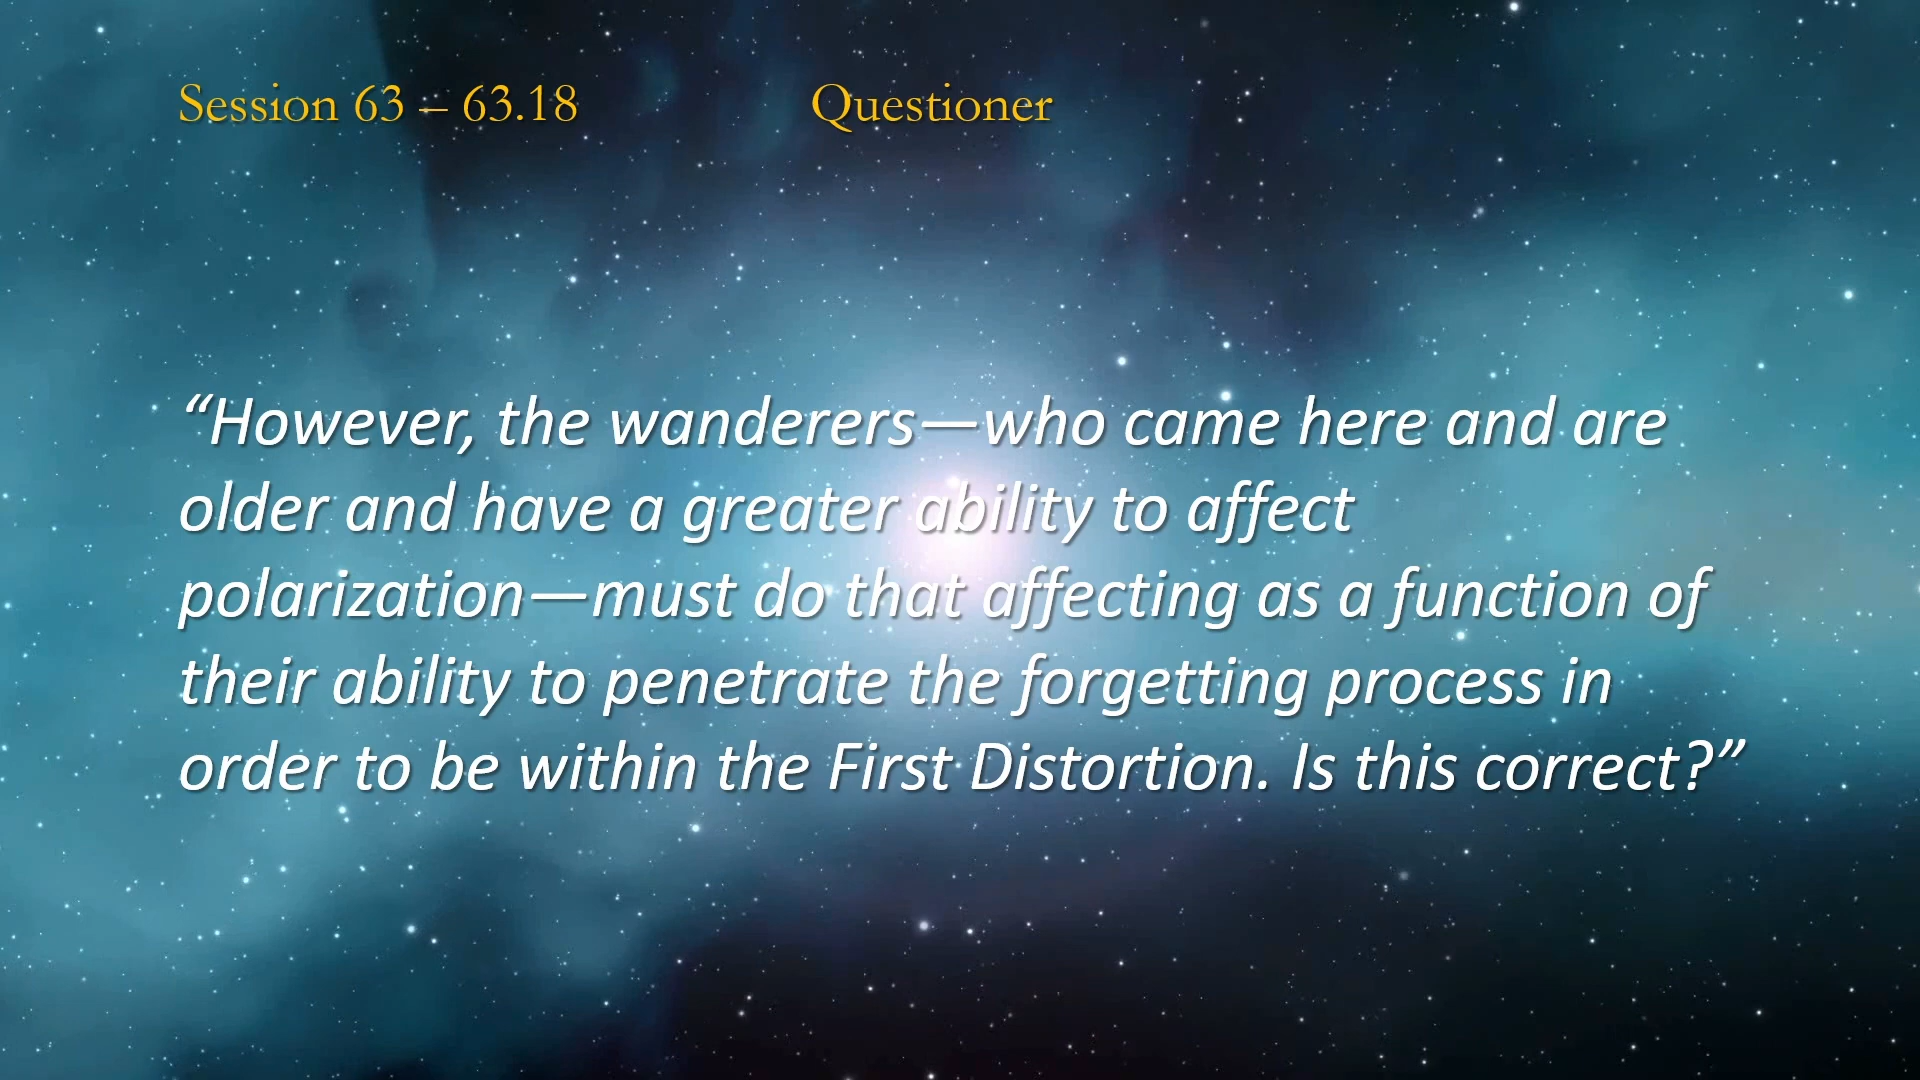 Session 63 – 63.18 Questioner
“However, the wanderers—who came here and are
older and have a greater ability to affect
polarization—must do that affecting as a function of
their ability to penetrate the forgetting process in
order to be within the First Distortion. Is this correct?”